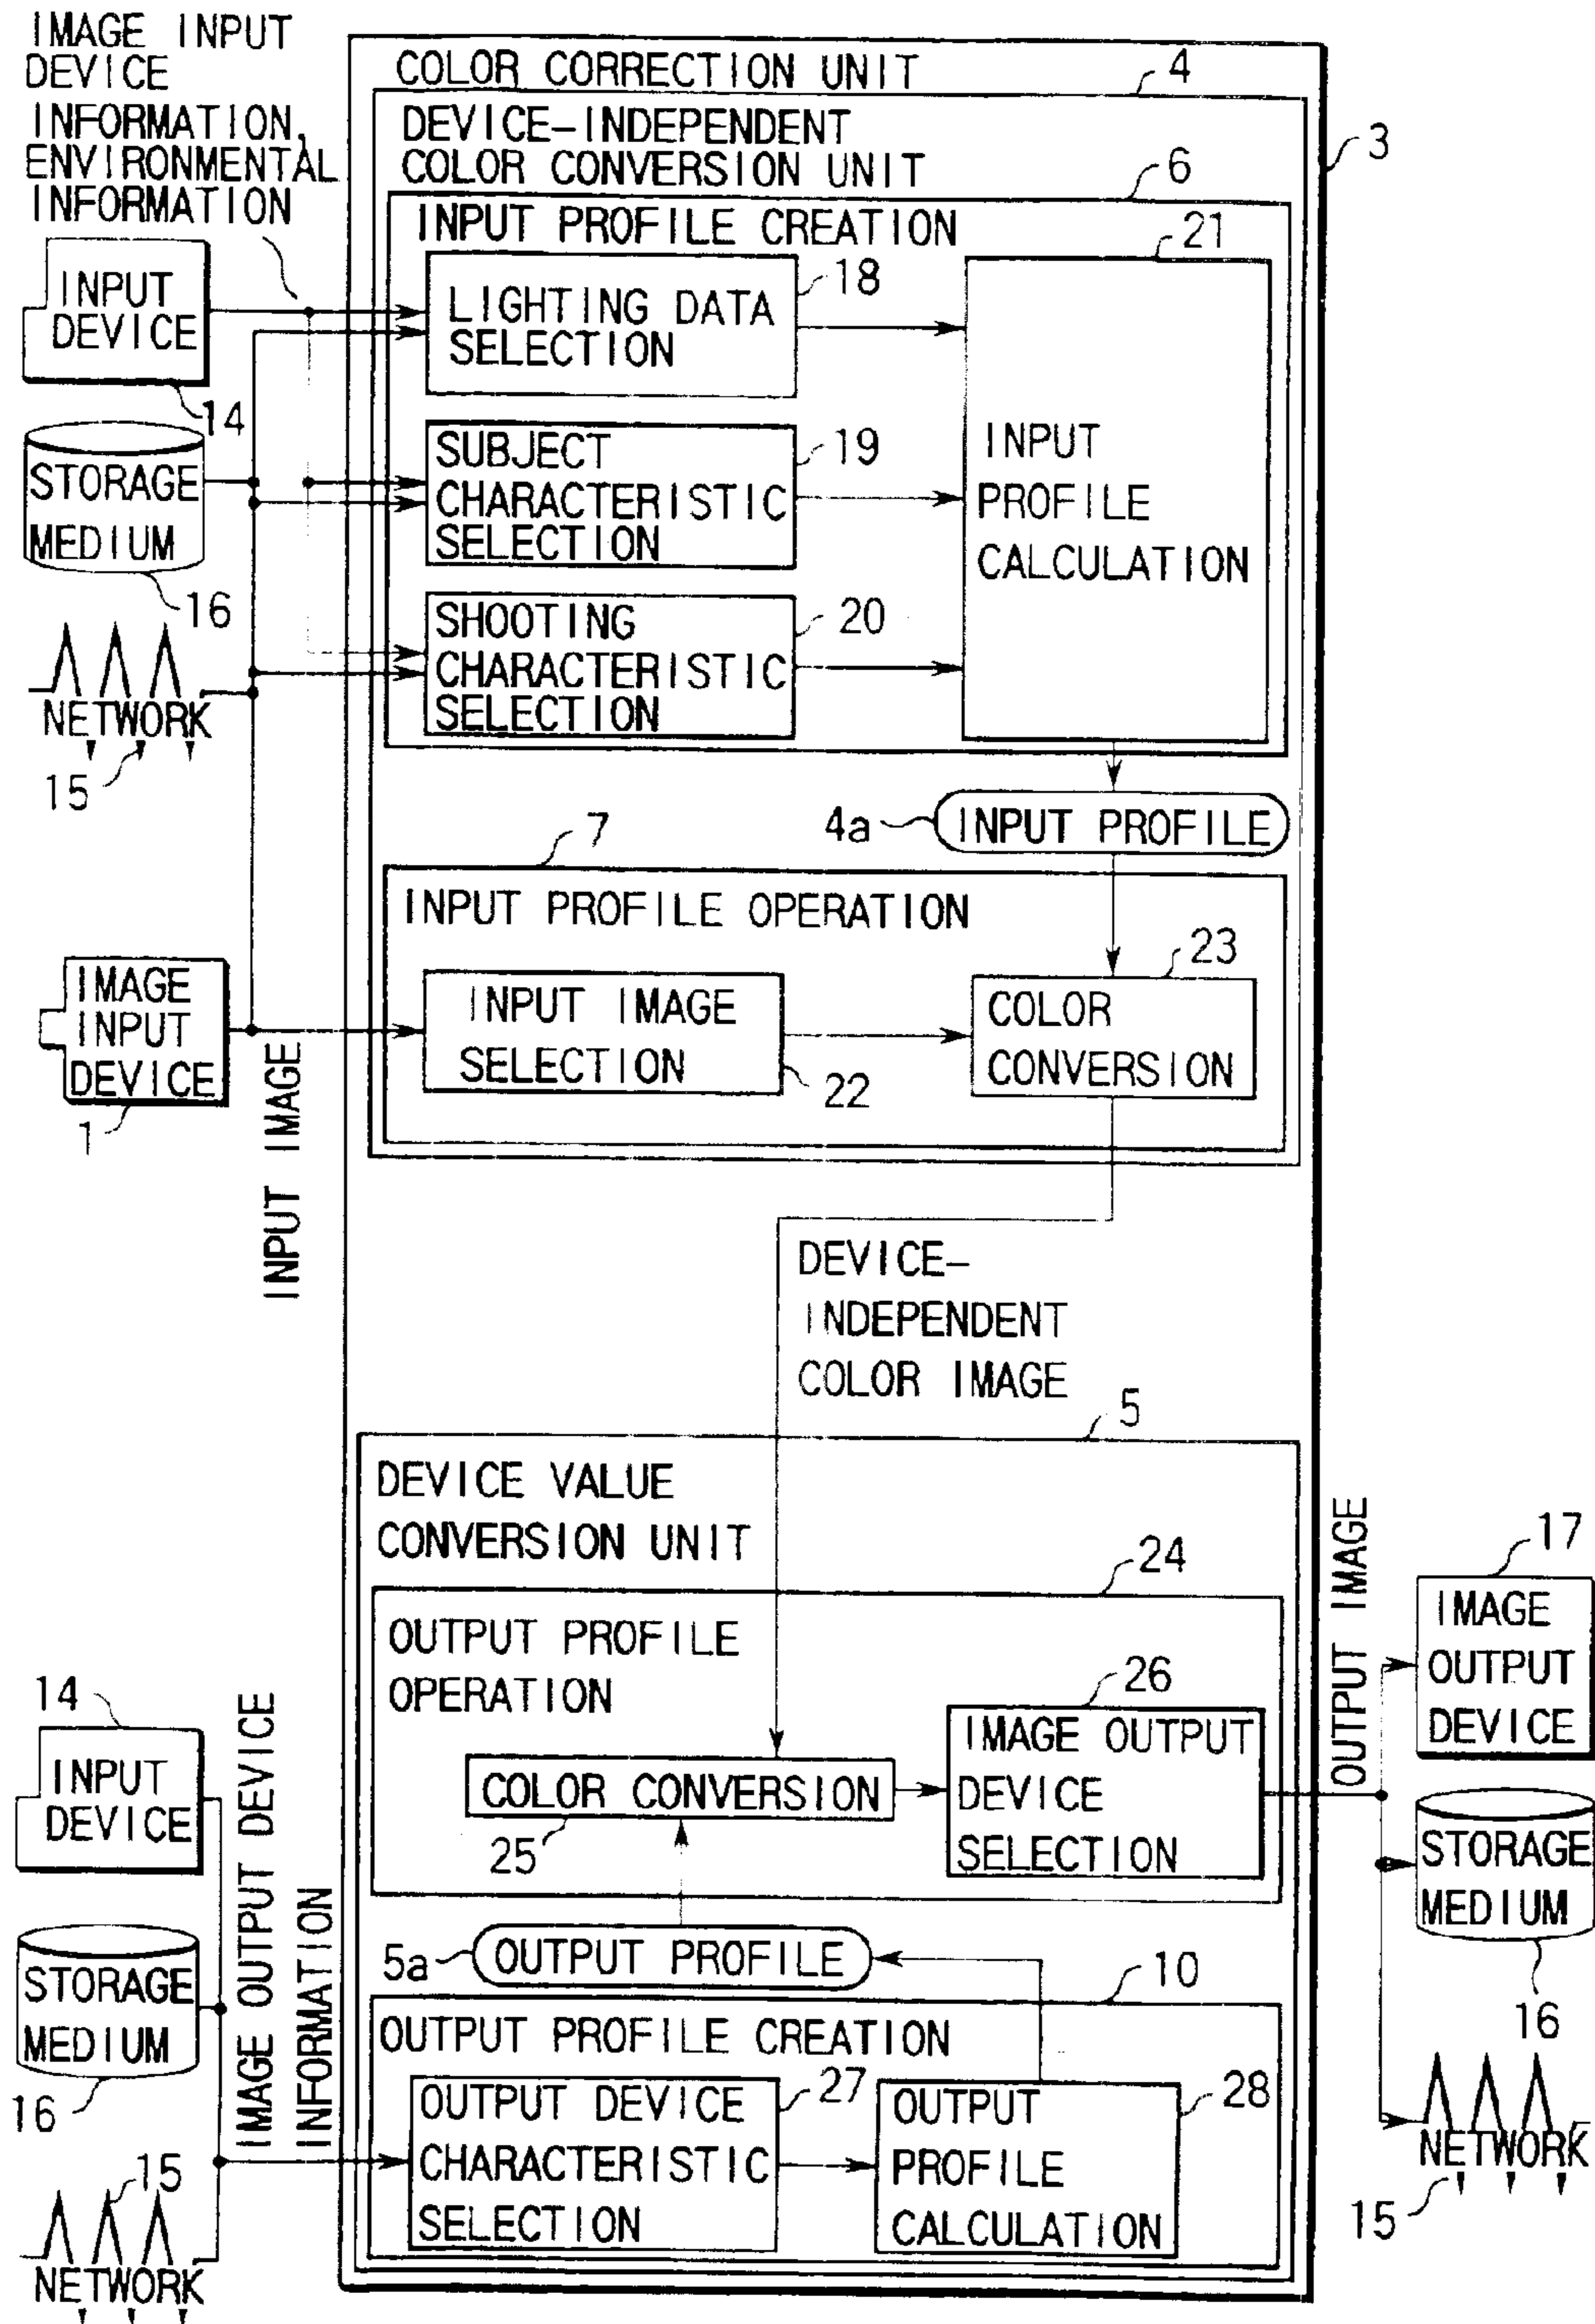 IMAGE INPUT
DEVICE
INFORMATION,
ENVIRONMENTAL
INFORMATION
COLOR CORRECTION UNIT
4
DEVICE-INDEPENDENT
COLOR CONVERSION UNIT
3
6
INPUT PROFILE CREATION
21
INPUT
DEVICE
14
LIGHTING DATA
SELECTION
18
STORAGE
MEDIUM
16
SUBJECT
CHARACTERISTIC
SELECTION
19
INPUT
PROFILE
CALCULATION
NETWORK
15
SHOOTING
CHARACTERISTIC
SELECTION
20
4a
INPUT PROFILE
7
INPUT PROFILE OPERATION
IMAGE
INPUT
DEVICE
1
INPUT IMAGE
INPUT IMAGE
SELECTION
22
23
COLOR
CONVERSION
DEVICE-
INDEPENDENT
COLOR IMAGE
5
DEVICE VALUE
CONVERSION UNIT
24
OUTPUT PROFILE
OPERATION
26
IMAGE OUTPUT
DEVICE
SELECTION
COLOR CONVERSION
25
OUTPUT IMAGE
17
IMAGE
OUTPUT
DEVICE
STORAGE
MEDIUM
16
NETWORK
15
14
INPUT
DEVICE
STORAGE
MEDIUM
16
15
NETWORK
IMAGE OUTPUT DEVICE
INFORMATION
5a
OUTPUT PROFILE
10
OUTPUT PROFILE CREATION
27
OUTPUT DEVICE
CHARACTERISTIC
SELECTION
28
OUTPUT
PROFILE
CALCULATION